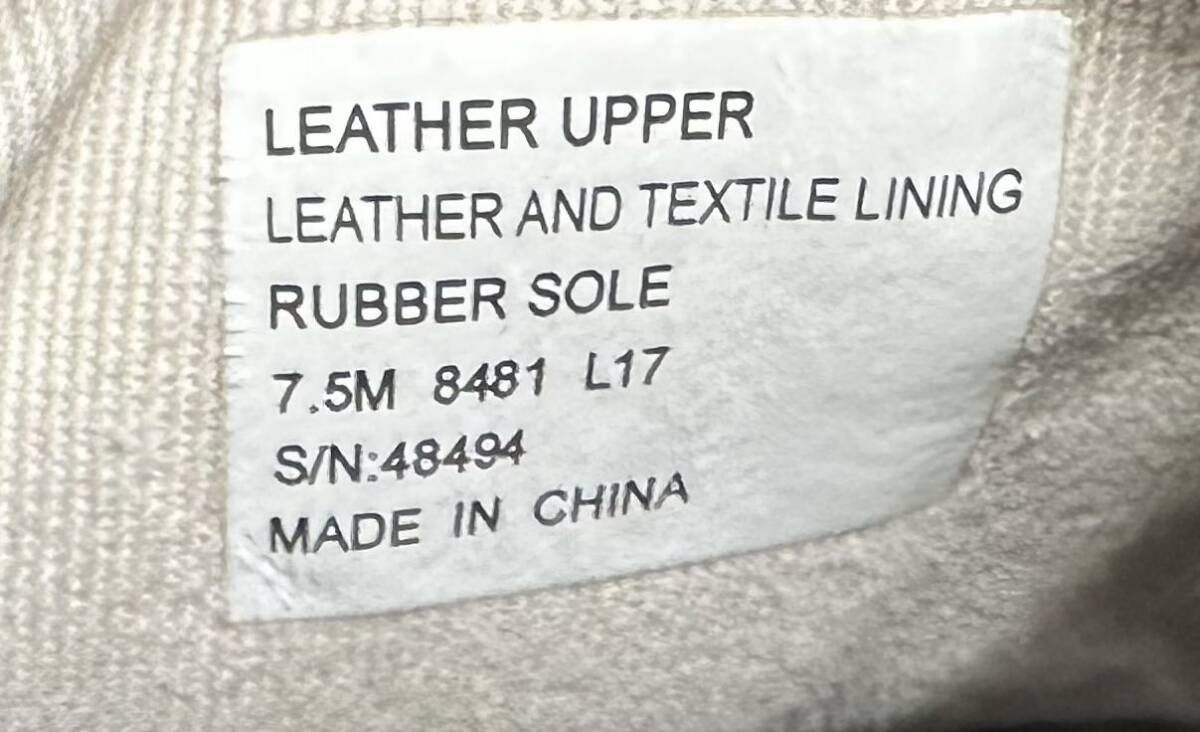 LEATHER UPPER
LEATHER AND TEXTILE LINING
RUBBER SOLE
7.5M 8481 L17
S/N:48494
MADE IN CHINA